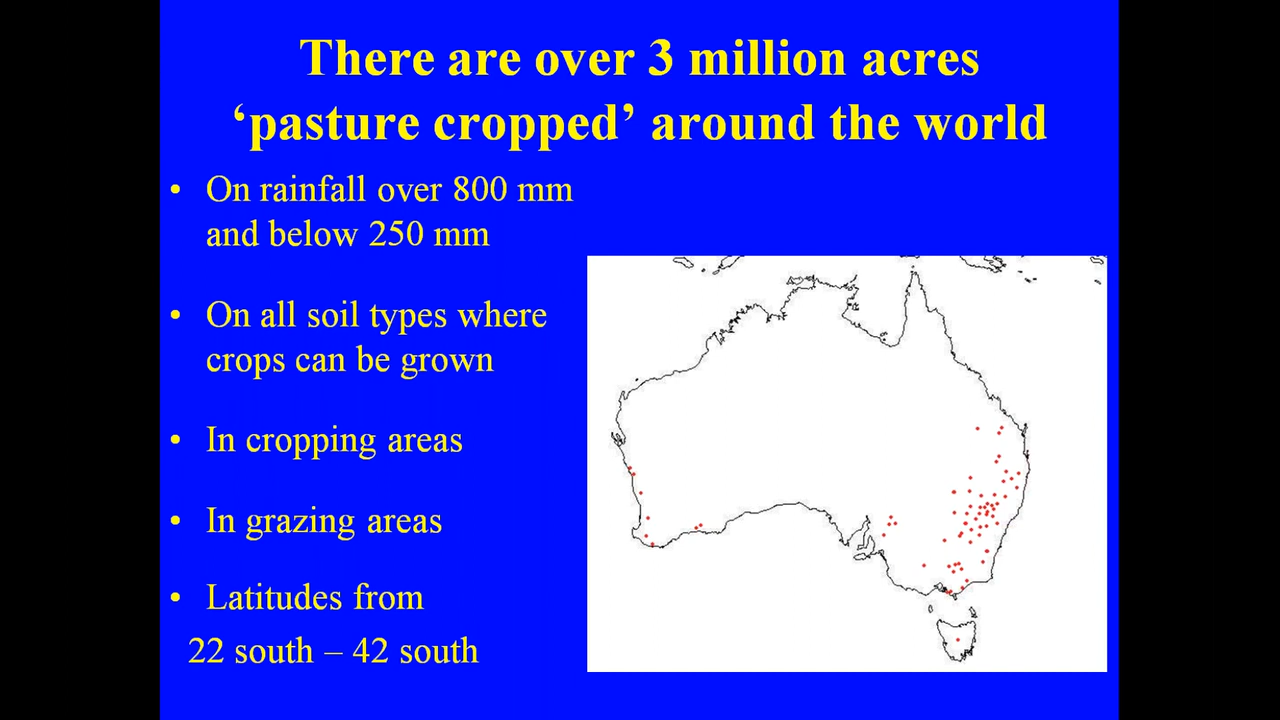 There are over 3 million acres
‘pasture cropped’ around the world
• On rainfall over 800 mm
and below 250 mm
• On all soil types where
crops can be grown
• In cropping areas
• In grazing areas
• Latitudes from
22 south – 42 south